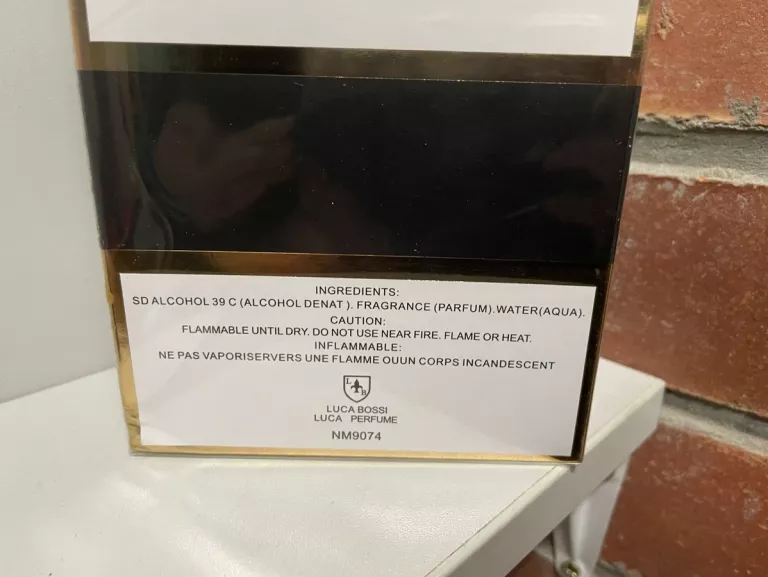 INGREDIENTS:
SD ALCOHOL 39 C (ALCOHOL DENAT ). FRAGRANCE (PARFUM).WATER(AQUA).
CAUTION:
FLAMMABLE UNTIL DRY. DO NOT USE NEAR FIRE. FLAME OR HEAT.
INFLAMMABLE:
NE PAS VAPORISERVERS UNE FLAMME OUUN CORPS INCANDESCENT
L B
LUCA BOSSI
LUCA PERFUME
NM9074